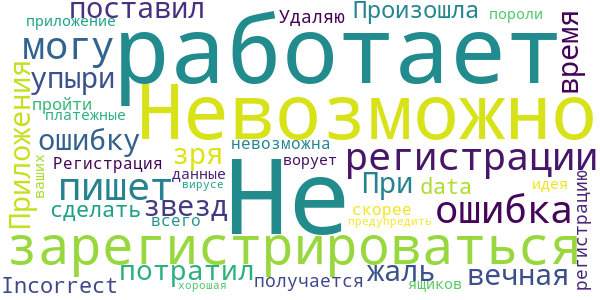 поставил
Удаляю
Произошла
пороли
приложение
работает
время
могу
упыри
Невозможно
Приложения
пройти
платежные
ошибку
зря
невозможна
регистрации
Регистрация
ворует
ваших
пишет
данные
вирусе
Не
При
data
идея
сделать
звезд
всего
скорее
ошибка
предупредить
регистрацию
зарегистрироваться
потратил
жаль
вечная
Incorrect
хорошая
получается
ящиков